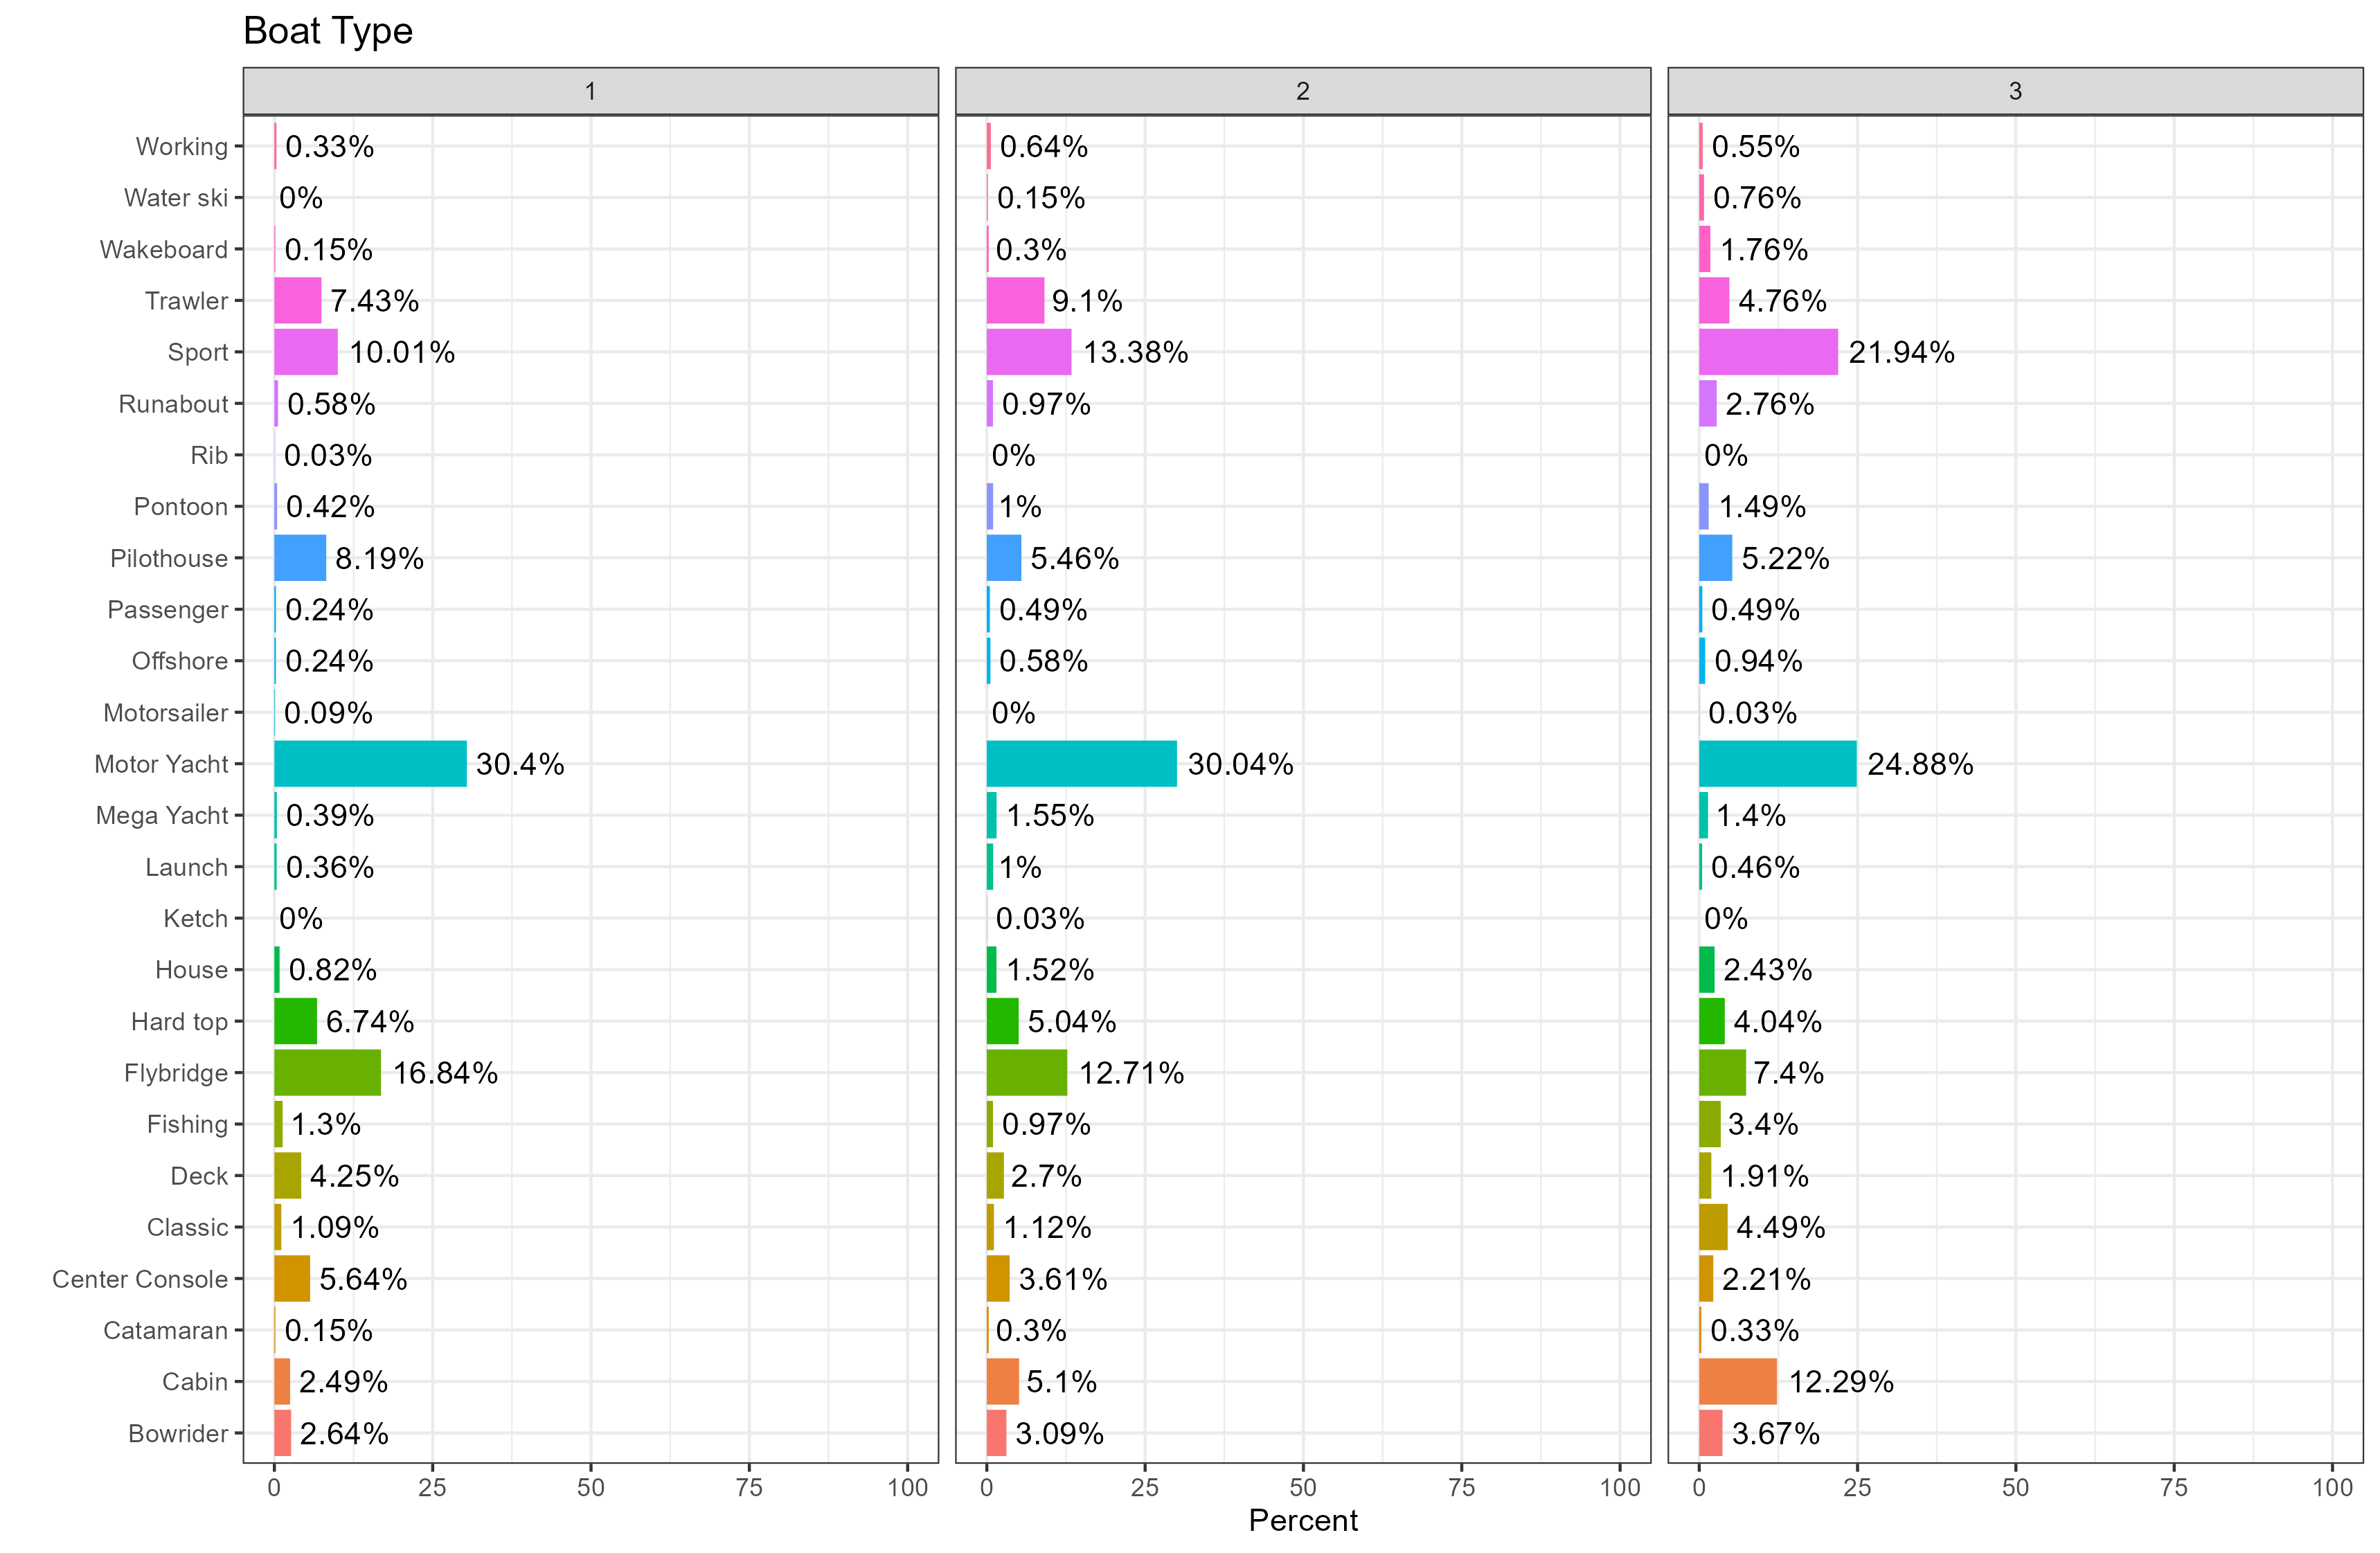 Boat Type
1 2 3
Working 0.33% 0.64% 0.55%
Water ski 0% 0.15% 0.76%
Wakeboard 0.15% 0.3% 1.76%
Trawler 7.43% 9.1% 4.76%
Sport 10.01% 13.38% 21.94%
Runabout 0.58% 0.97% 2.76%
Rib 0.03% 0% 0%
Pontoon 0.42% 1% 1.49%
Pilothouse 8.19% 5.46% 5.22%
Passenger 0.24% 0.49% 0.49%
Offshore 0.24% 0.58% 0.94%
Motorsailer 0.09% 0% 0.03%
Motor Yacht 30.4% 30.04% 24.88%
Mega Yacht 0.39% 1.55% 1.4%
Launch 0.36% 1% 0.46%
Ketch 0% 0.03% 0%
House 0.82% 1.52% 2.43%
Hard top 6.74% 5.04% 4.04%
Flybridge 16.84% 12.71% 7.4%
Fishing 1.3% 0.97% 3.4%
Deck 4.25% 2.7% 1.91%
Classic 1.09% 1.12% 4.49%
Center Console 5.64% 3.61% 2.21%
Catamaran 0.15% 0.3% 0.33%
Cabin 2.49% 5.1% 12.29%
Bowrider 2.64% 3.09% 3.67%
0 25 50 75 100 0 25 50 75 100 0 25 50 75 100
Percent